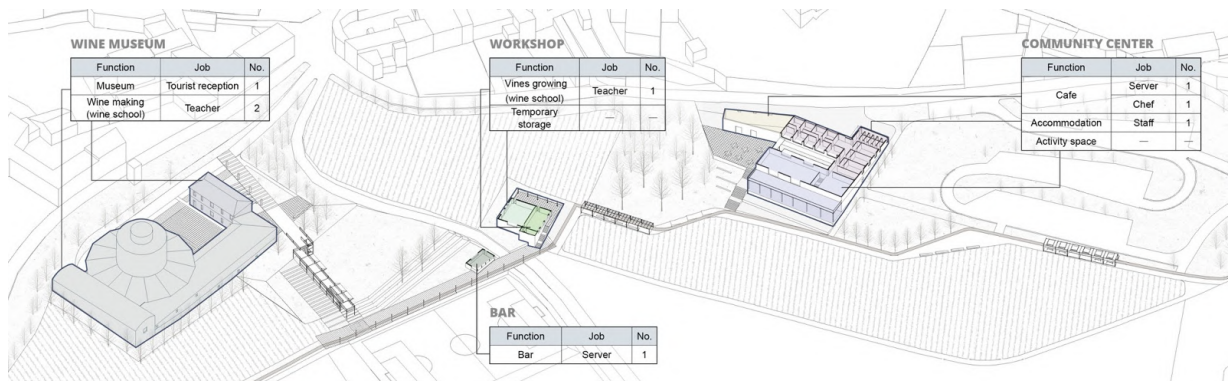 WINE MUSEUM
Function Job No.
Museum Tourist reception 1
Wine making
(wine school) Teacher 2
WORKSHOP
Function Job No.
Vines growing
(wine school) Teacher 1
Temporary
storage — —
COMMUNITY CENTER
Function Job No.
Cafe Server 1
Chef 1
Accommodation Staff 1
Activity space — —
BAR
Function Job No.
Bar Server 1